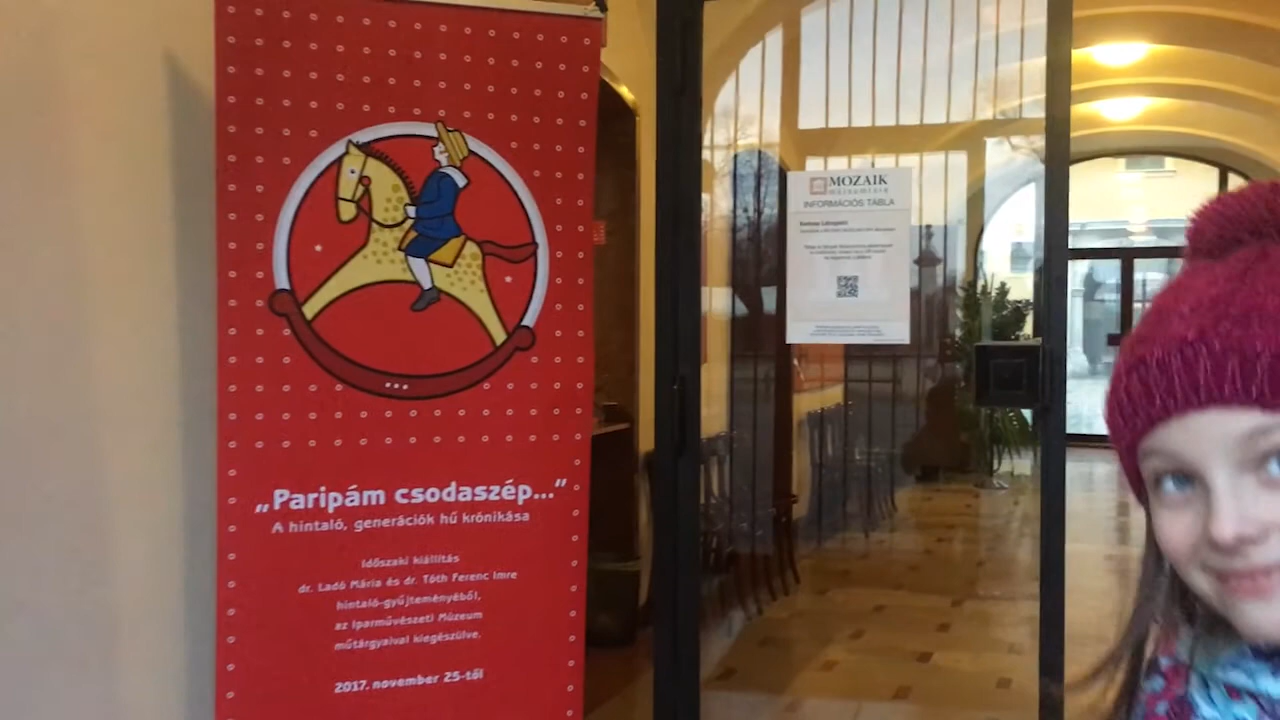 „Paripám csodaszép..."
A hintaló, generációk hű krónikása
Időszaki kiállítás
dr. Ladó Mária és dr. Tóth Ferenc Imre
hintaló-gyűjteményéből,
az Iparművészeti Múzeum
műtárgyaival kiegészülve.
2017. november 25-től
MOZAIK
INFORMÁCIÓS TÁBLA